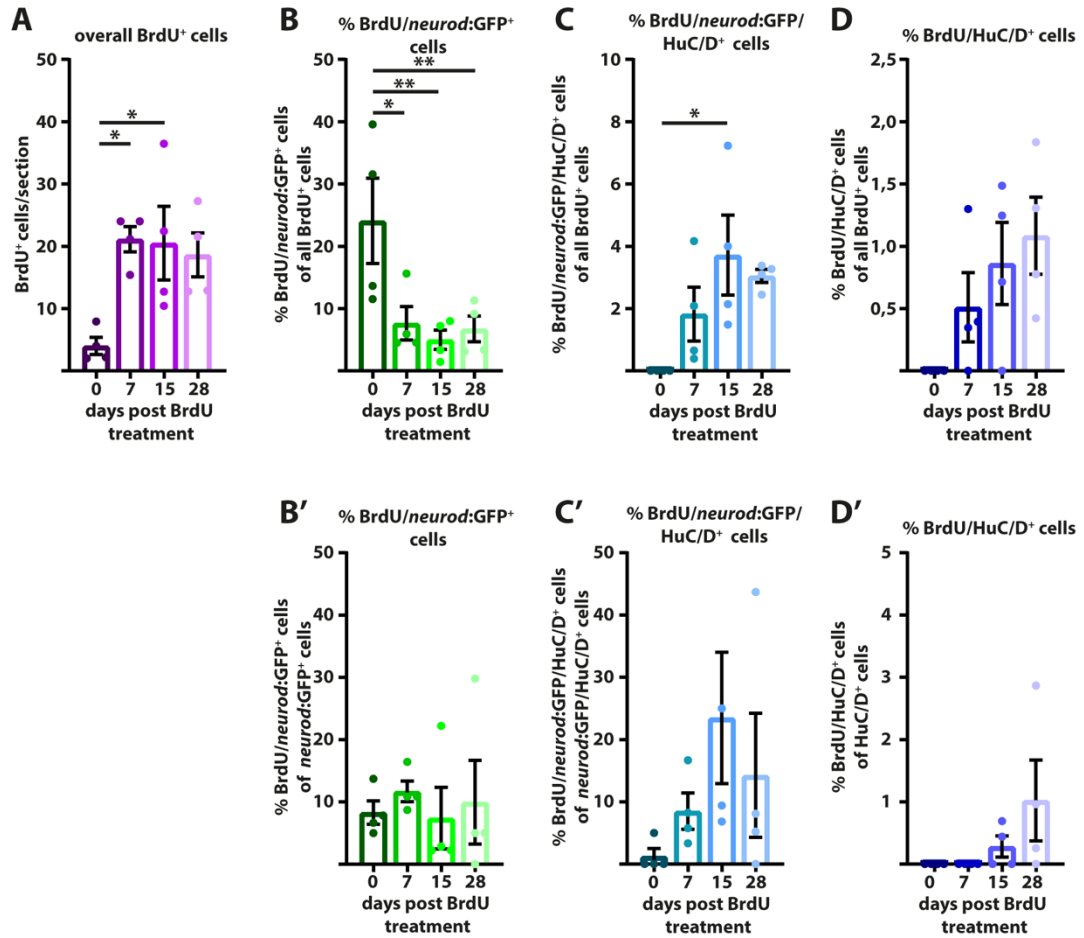 A
overall BrdU⁺ cells
BrdU⁺ cells/section
50
40
30
20
10
0 7 15 28
days post BrdU
treatment
* *
B
% BrdU/neurod:GFP⁺
cells
% BrdU/neurod:GFP⁺ cells
of all BrdU⁺ cells
50
40
30
20
10
0 7 15 28
days post BrdU
treatment
**
**
*
C
% BrdU/neurod:GFP/
HuC/D⁺ cells
% BrdU/neurod:GFP/HuC/D⁺ cells
of all BrdU⁺ cells
10
8
6
4
2
0 7 15 28
days post BrdU
treatment
*
D
% BrdU/HuC/D⁺ cells
% BrdU/HuC/D⁺ cells
of all BrdU⁺ cells
2,5
2,0
1,5
1,0
0,5
0 7 15 28
days post BrdU
treatment
B’
% BrdU/neurod:GFP⁺
cells
% BrdU/neurod:GFP⁺ cells
of neurod:GFP⁺ cells
50
40
30
20
10
0 7 15 28
days post BrdU
treatment
C’
% BrdU/neurod:GFP/
HuC/D⁺ cells
% BrdU/neurod:GFP/HuC/D⁺ cells
of neurod:GFP/HuC/D⁺ cells
50
40
30
20
10
0 7 15 28
days post BrdU
treatment
D’
% BrdU/HuC/D⁺ cells
% BrdU/HuC/D⁺ cells
of HuC/D⁺ cells
5
4
3
2
1
0 7 15 28
days post BrdU
treatment